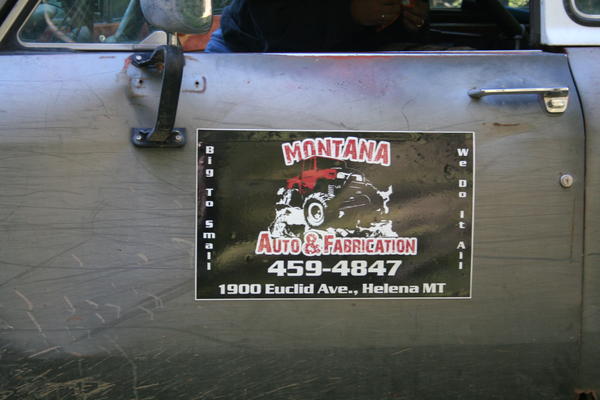 Big To Small
MONTANA
We Do It All
AUTO & FABRICATION
459-4847
1900 Euclid Ave., Helena MT